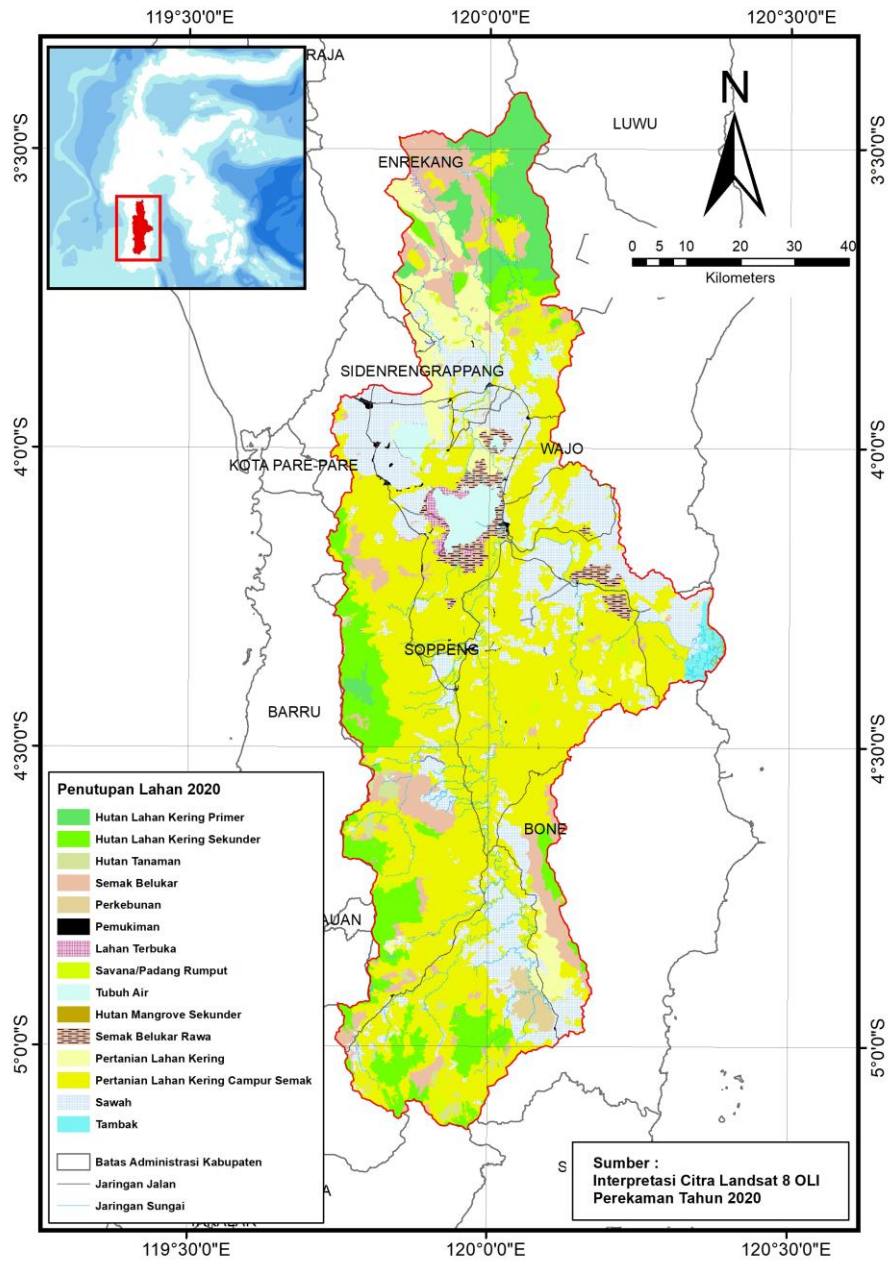 119°30'0"E
120°0'0"E
120°30'0"E
RAJA
N
LUWU
3°30'0"S
3°30'0"S
ENREKANG
0 5 10 20 30 40
Kilometers
SIDENRENGRAPPANG
4°0'0"S
4°0'0"S
WAJO
KOTA PARE-PARE
SOPPENG
BARRU
4°30'0"S
4°30'0"S
BONE
AUAN
Penutupan Lahan 2020
Hutan Lahan Kering Primer
Hutan Lahan Kering Sekunder
Hutan Tanaman
Semak Belukar
Perkebunan
Pemukiman
Lahan Terbuka
Savana/Padang Rumput
Tubuh Air
Hutan Mangrove Sekunder
Semak Belukar Rawa
Pertanian Lahan Kering
Pertanian Lahan Kering Campur Semak
Sawah
Tambak
Batas Administrasi Kabupaten
Jaringan Jalan
Jaringan Sungai
5°0'0"S
5°0'0"S
S
A
Sumber :
Interpretasi Citra Landsat 8 OLI
Perekaman Tahun 2020
119°30'0"E
120°0'0"E
120°30'0"E